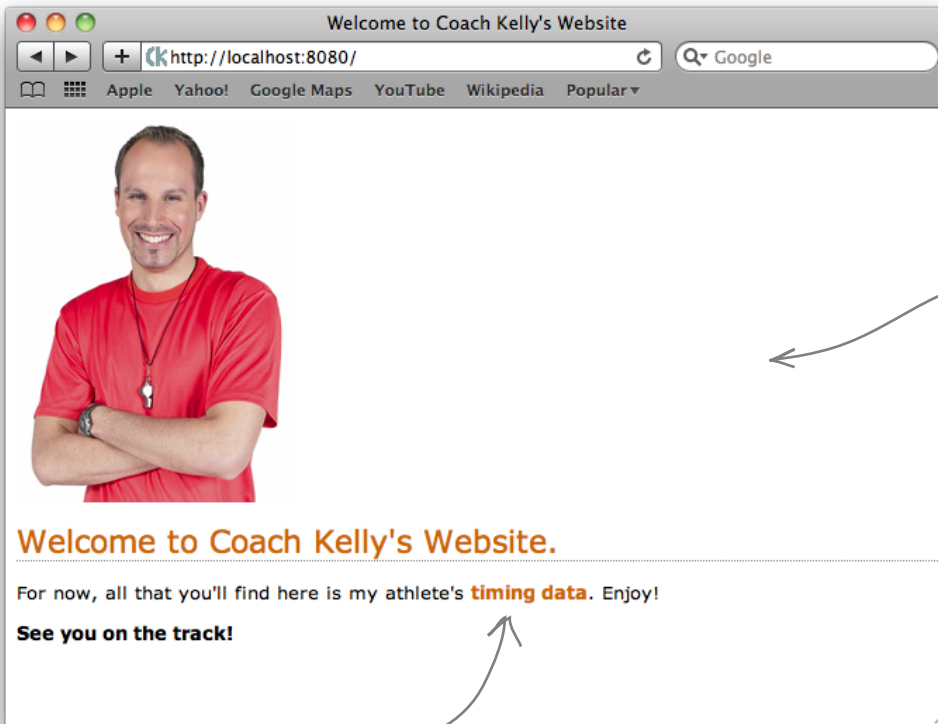 Welcome to Coach Kelly's Website
http://localhost:8080/
Google
Apple Yahoo! Google Maps YouTube Wikipedia Popular
Welcome to Coach Kelly's Website.
For now, all that you'll find here is my athlete's timing data. Enjoy!
See you on the track!